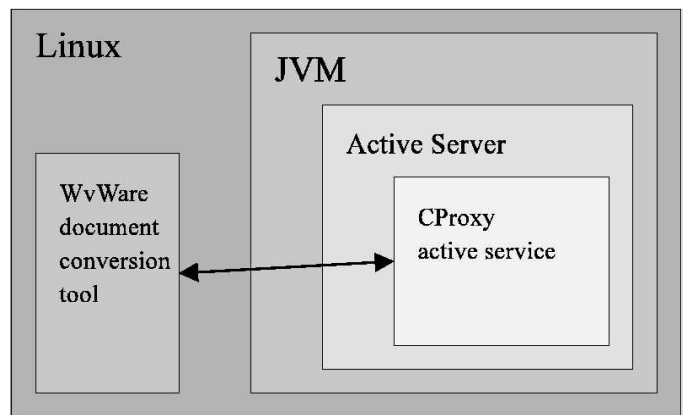 Linux
JVM
Active Server
WvWare
document
conversion
tool
CProxy
active service